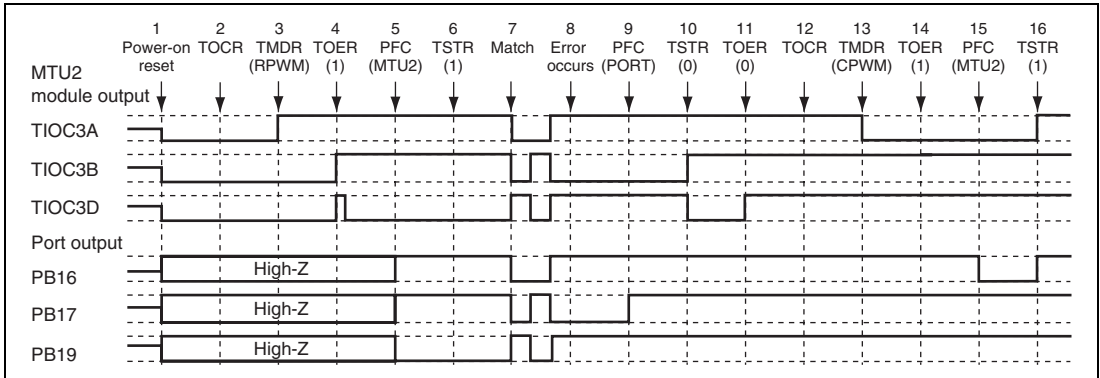 1 2 3 4 5 6 7 8 9 10 11 12 13 14 15 16
Power-on TOCR TMDR TOER PFC TSTR Match Error PFC TSTR TOER TOCR TMDR TOER PFC TSTR
reset (RPWM) (1) (MTU2) (1) occurs (PORT) (0) (0) (CPWM) (1) (MTU2) (1)
MTU2
module output
TIOC3A
TIOC3B
TIOC3D
Port output
PB16 High-Z
PB17 High-Z
PB19 High-Z